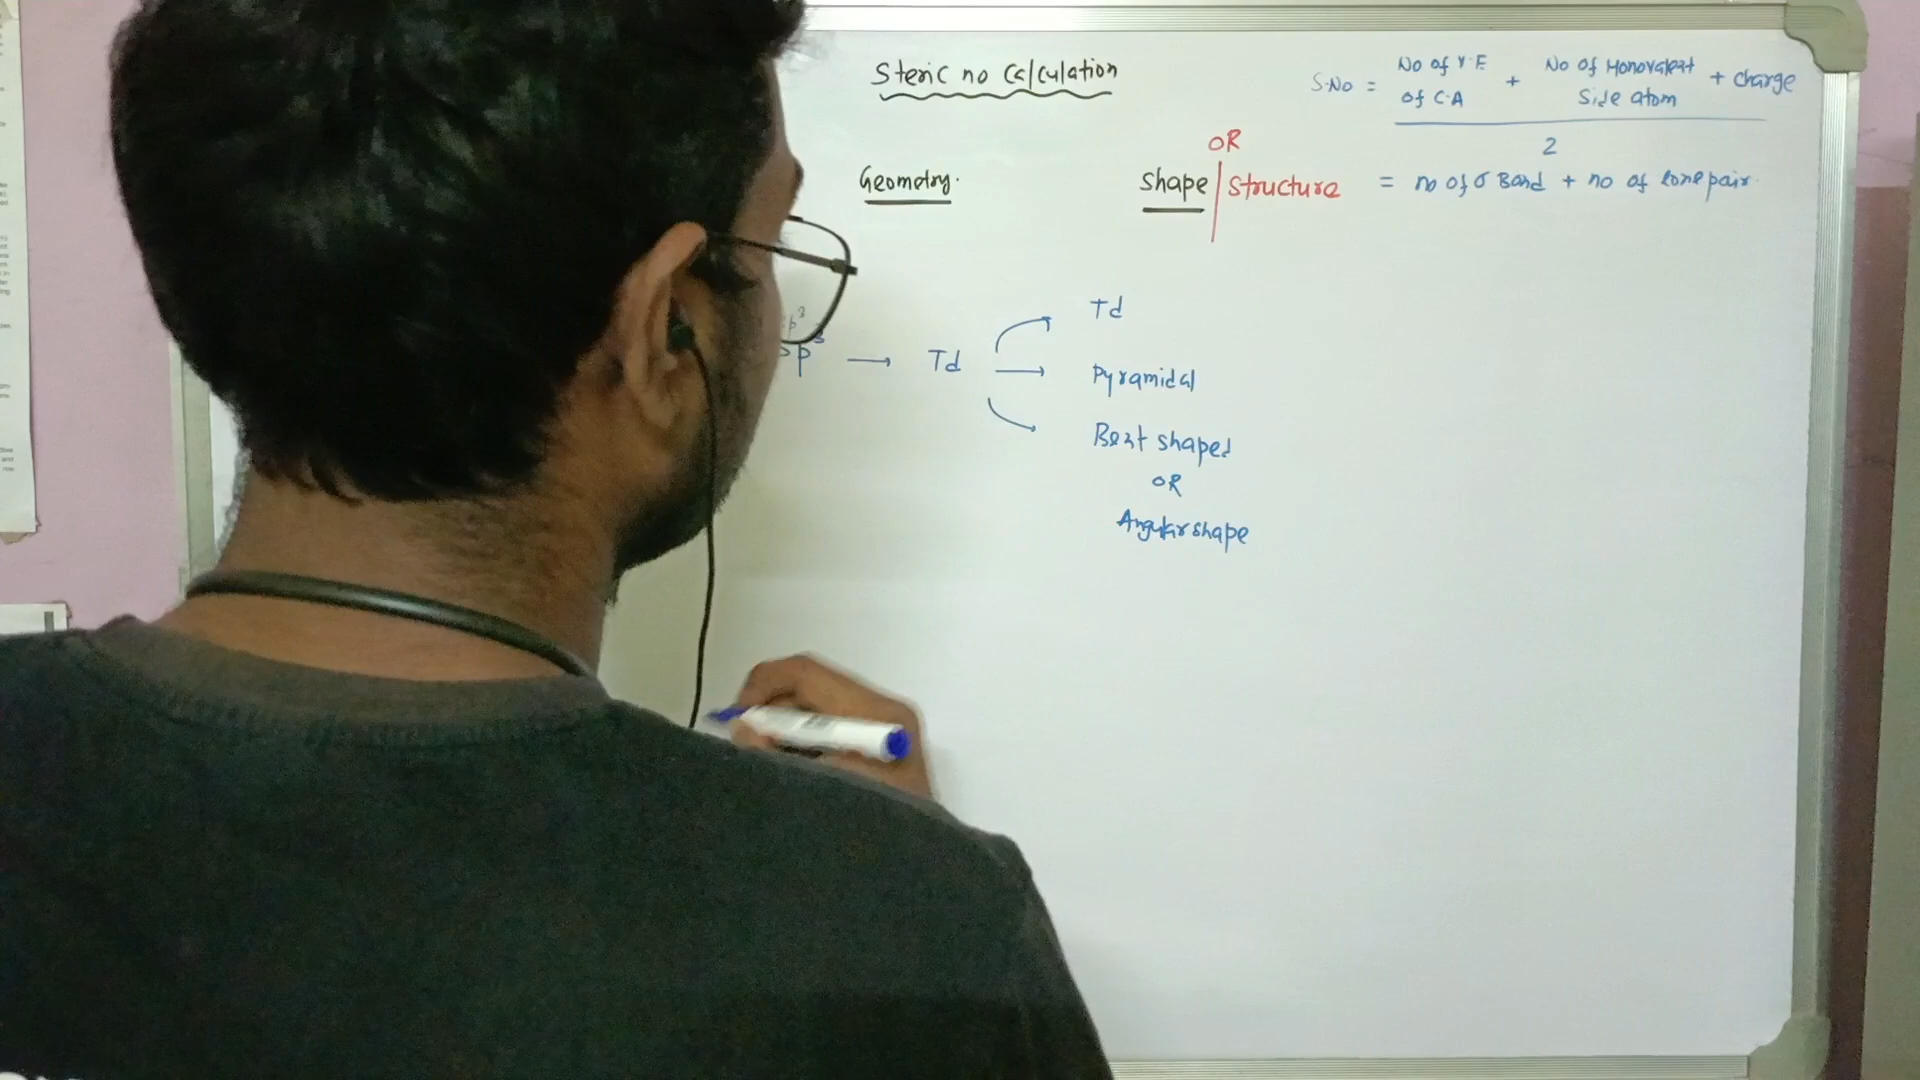 Steric no Calculation
S.No = No of V.E of C.A + No of Monovalent Side atom + charge
2
= no of σ Bond + no of lone pair.
Geometry.
OR
Shape | Structure
sp³
sp³ → Td
Td
Pyramidal
Bent shaped
OR
Angular shape